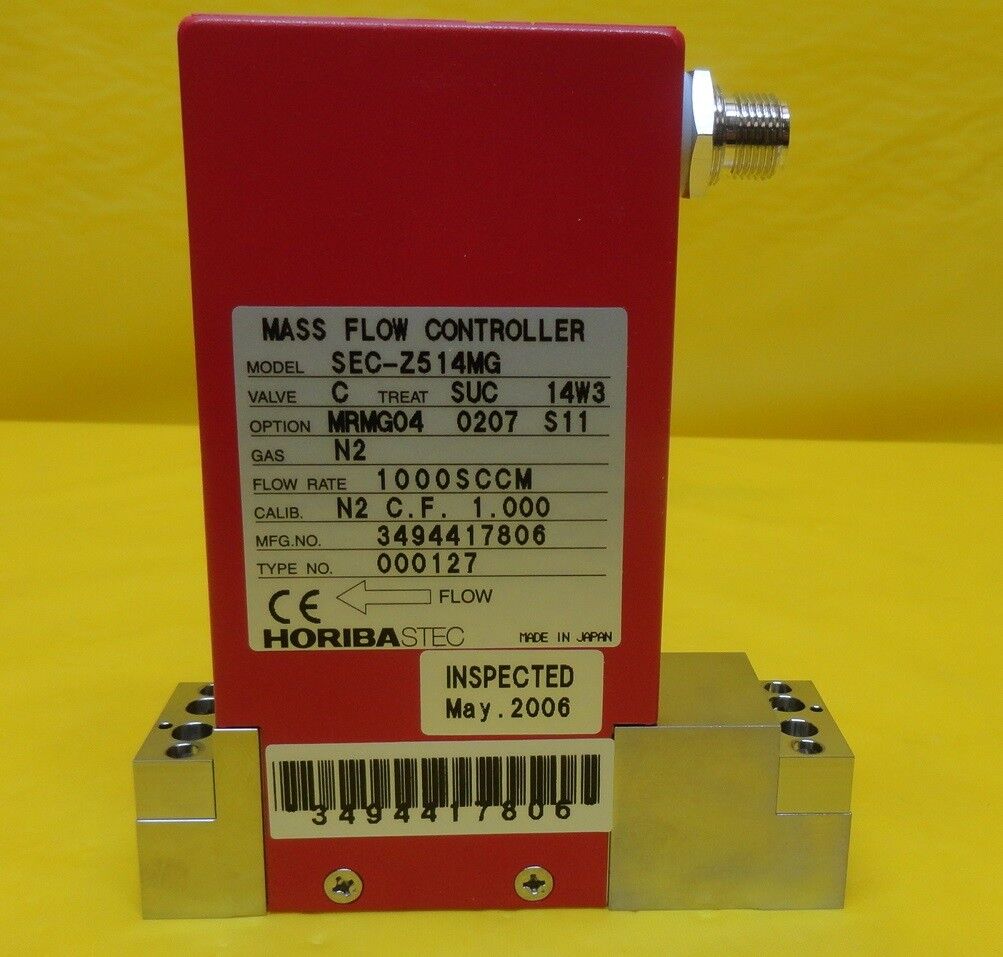 MASS FLOW CONTROLLER
MODEL SEC-Z514MG
VALVE C TREAT SUC 14W3
OPTION MRMG04 0207 S11
GAS N2
FLOW RATE 1000SCCM
CALIB. N2 C.F. 1.000
MFG.NO. 3494417806
TYPE NO. 000127
CE FLOW
HORIBASTEC MADE IN JAPAN
INSPECTED
May.2006
3494417806